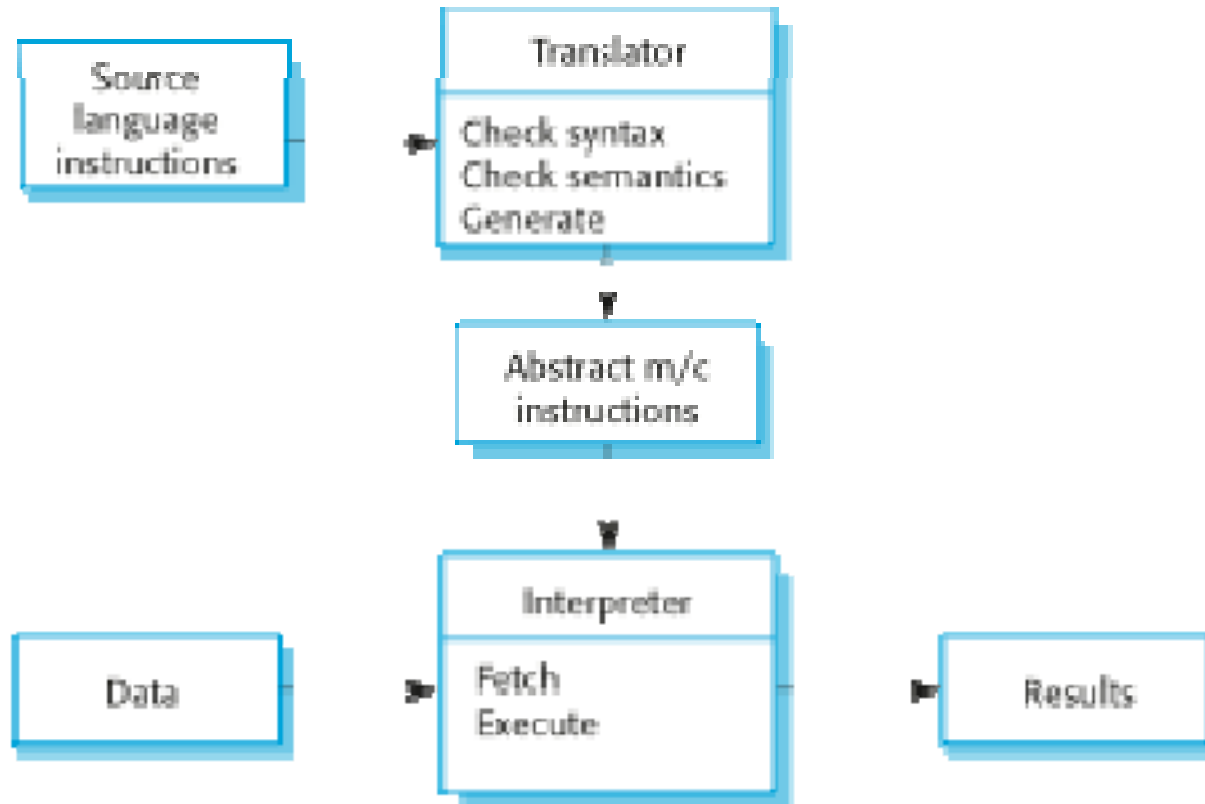 Source
language
instructions
Translator
Check syntax
Check semantics
Generate
Abstract m/c
instructions
Interpreter
Fetch
Execute
Data
Results